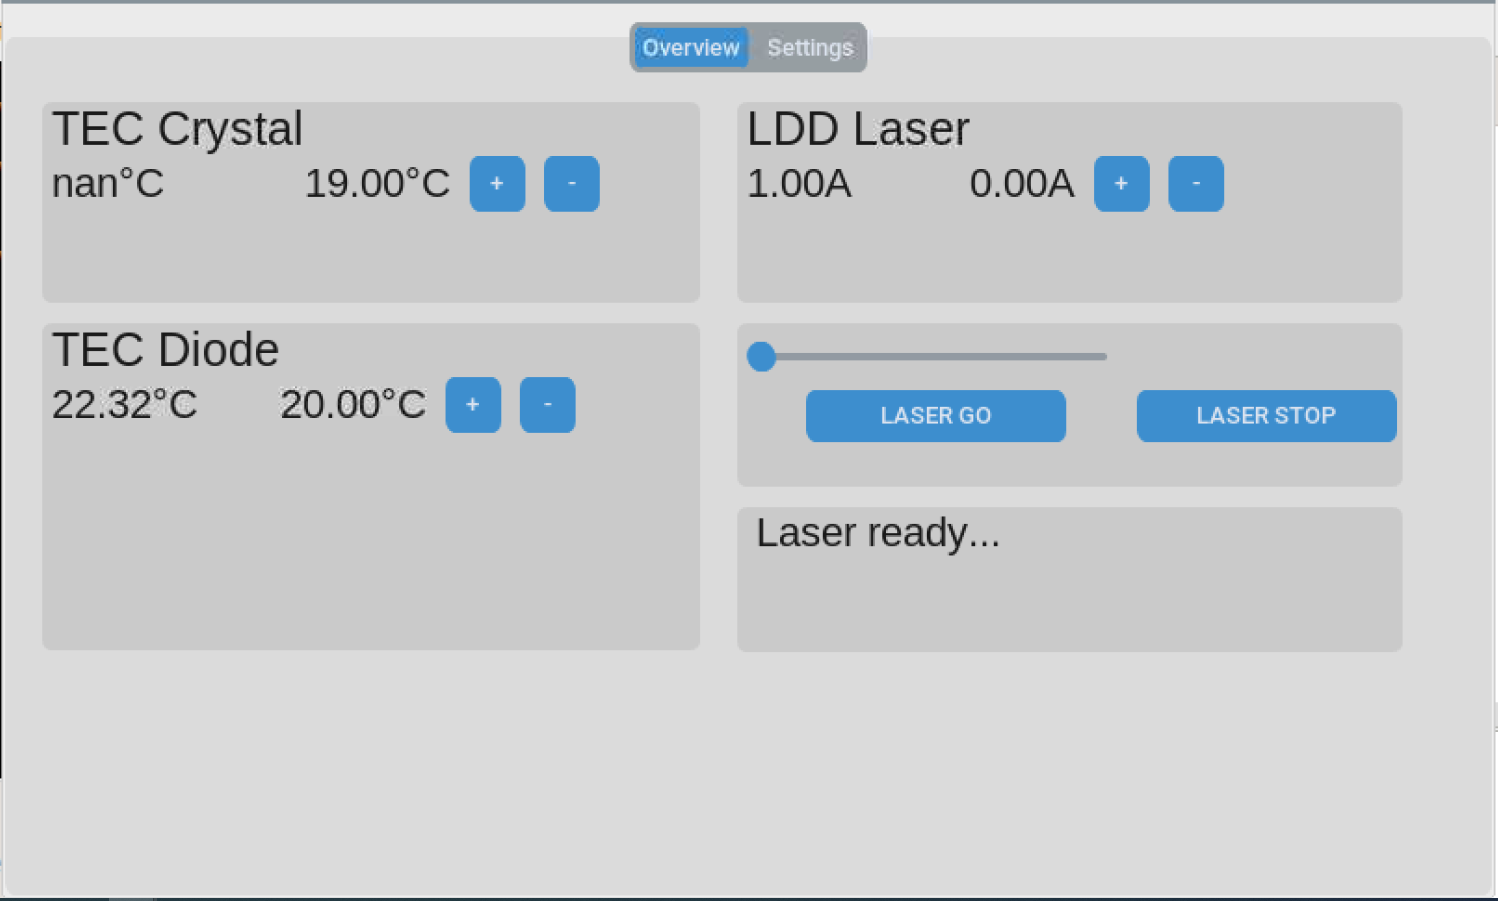 Overview Settings
TEC Crystal
nan°C 19.00°C + -
LDD Laser
1.00A 0.00A + -
TEC Diode
22.32°C 20.00°C + -
LASER GO LASER STOP
Laser ready...